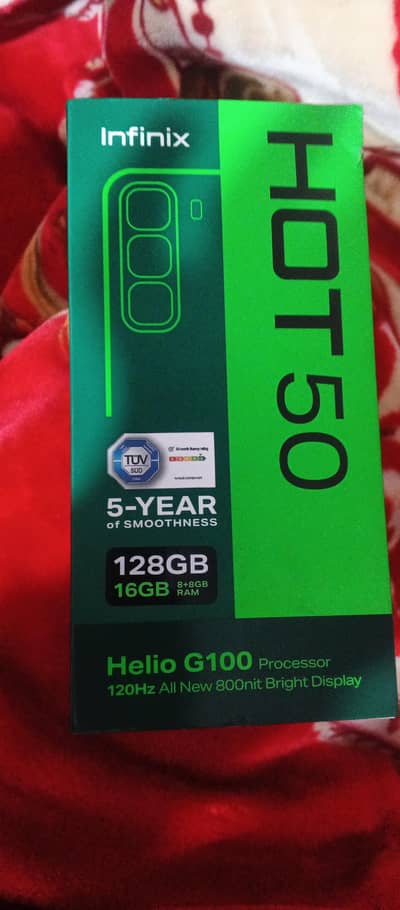 Infinix
HOT 50
TÜV
SÜD
5-YEAR
of SMOOTHNESS
128GB
16GB 8+8GB RAM
Helio G100 Processor
120Hz All New 800nit Bright Display